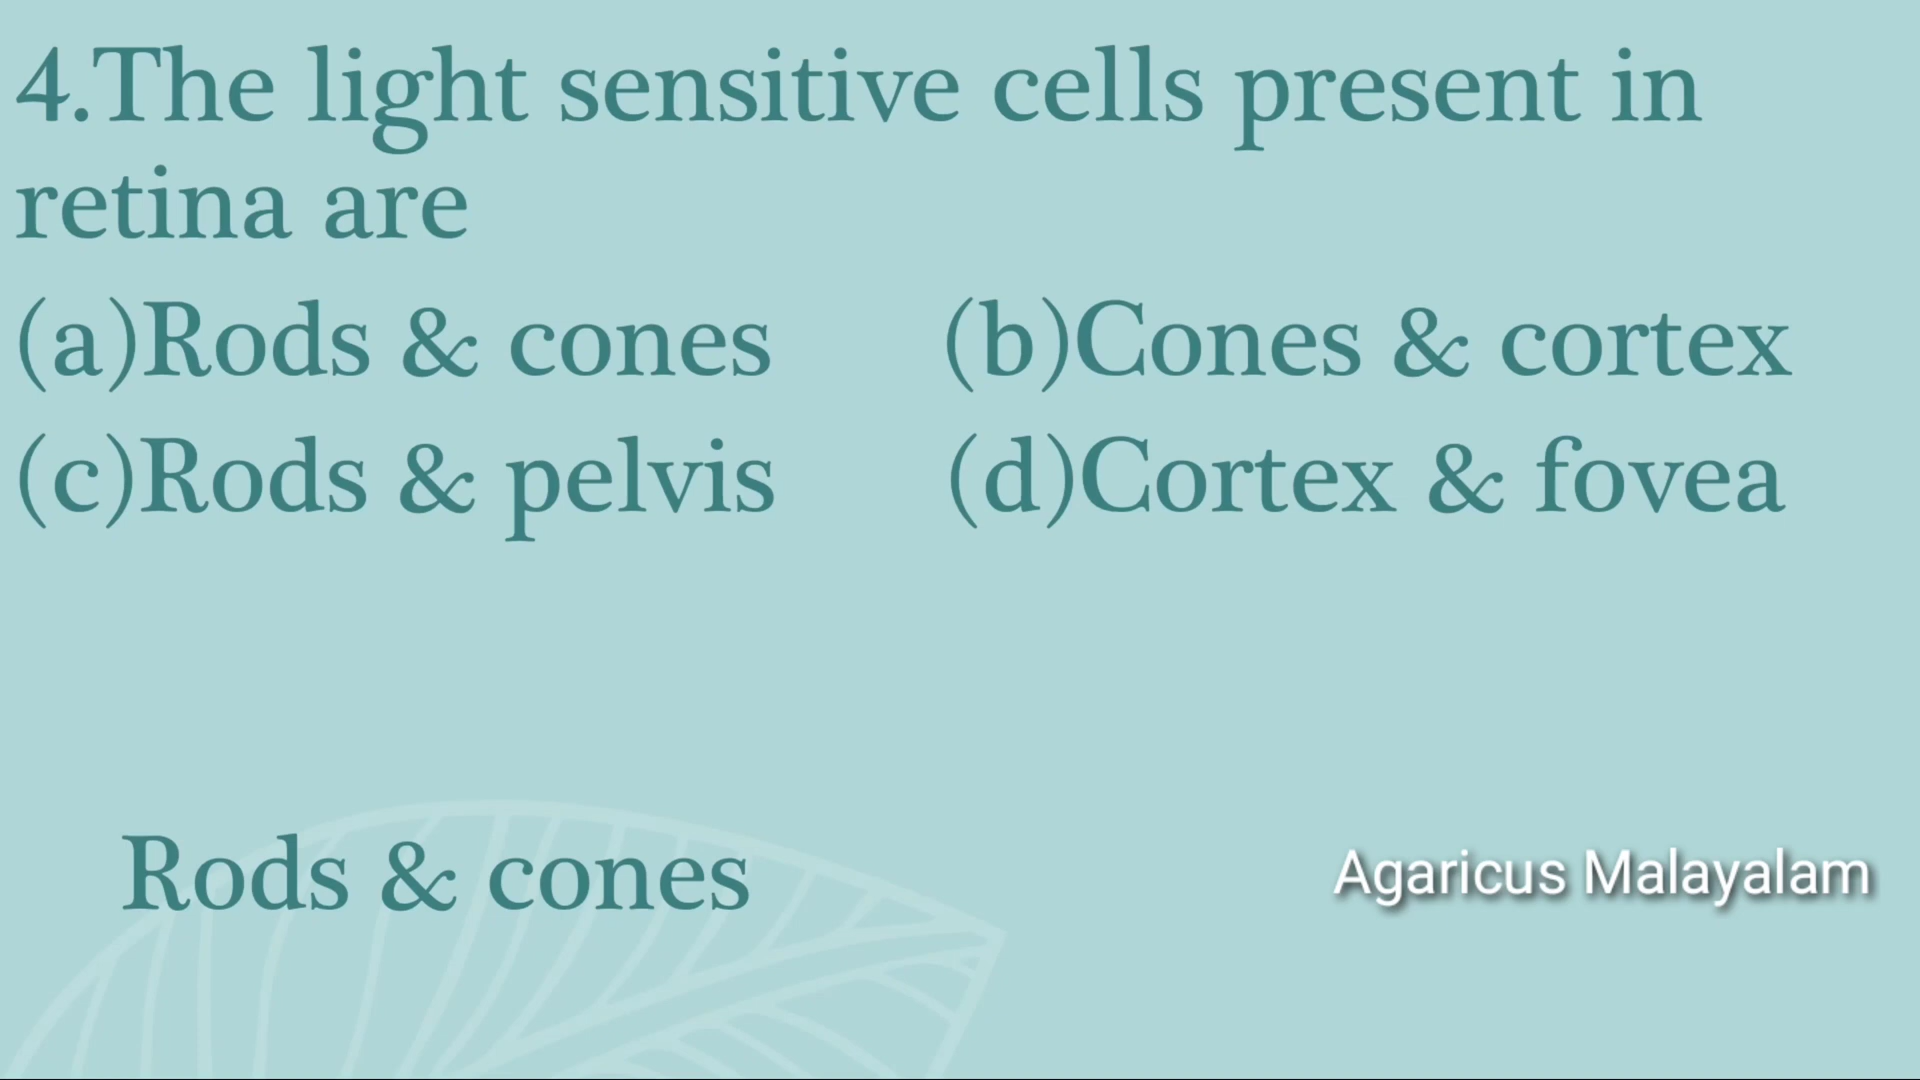 4.The light sensitive cells present in
retina are
(a)Rods & cones (b)Cones & cortex
(c)Rods & pelvis (d)Cortex & fovea
Rods & cones
Agaricus Malayalam